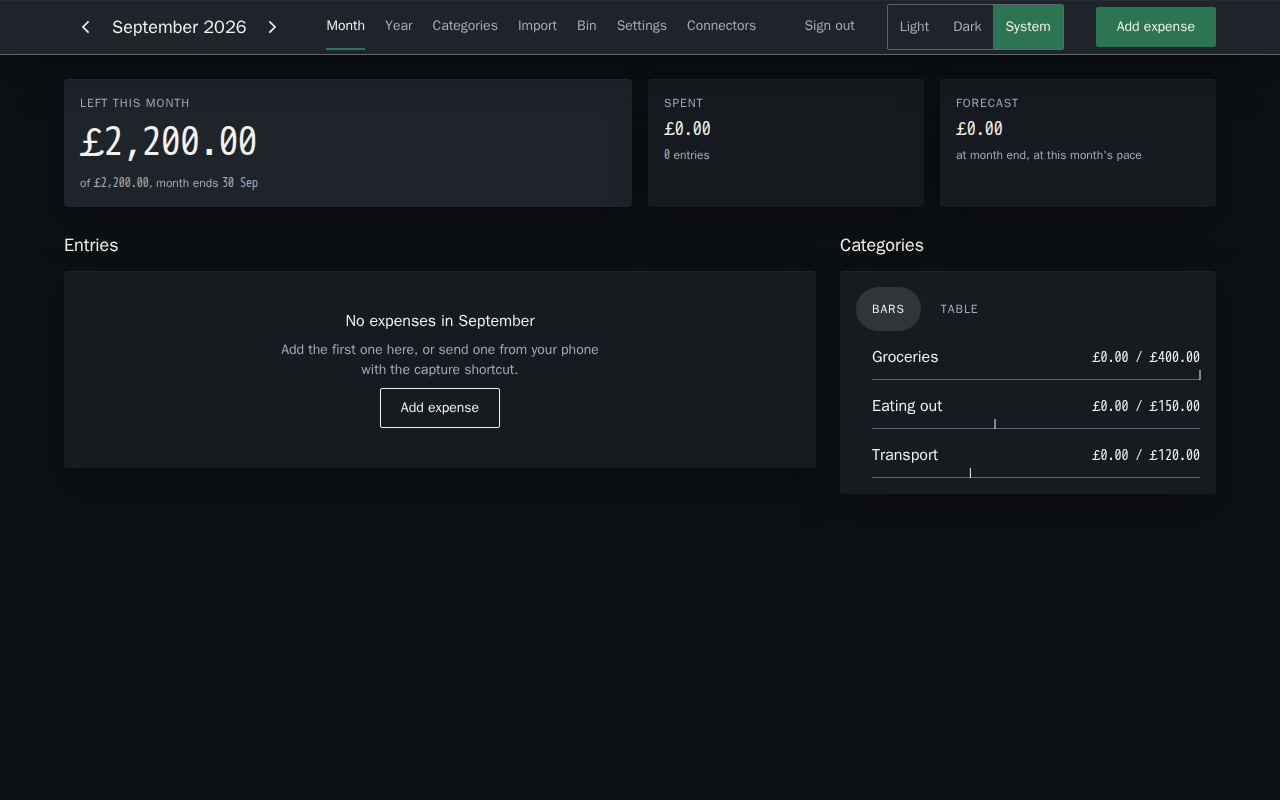 September 2026
Month Year Categories Import Bin Settings Connectors Sign out Light Dark System Add expense
LEFT THIS MONTH
£2,200.00
of £2,200.00, month ends 30 Sep
SPENT
£0.00
0 entries
FORECAST
£0.00
at month end, at this month's pace
Entries
No expenses in September
Add the first one here, or send one from your phone
with the capture shortcut.
Add expense
Categories
BARS TABLE
Groceries £0.00 / £400.00
Eating out £0.00 / £150.00
Transport £0.00 / £120.00